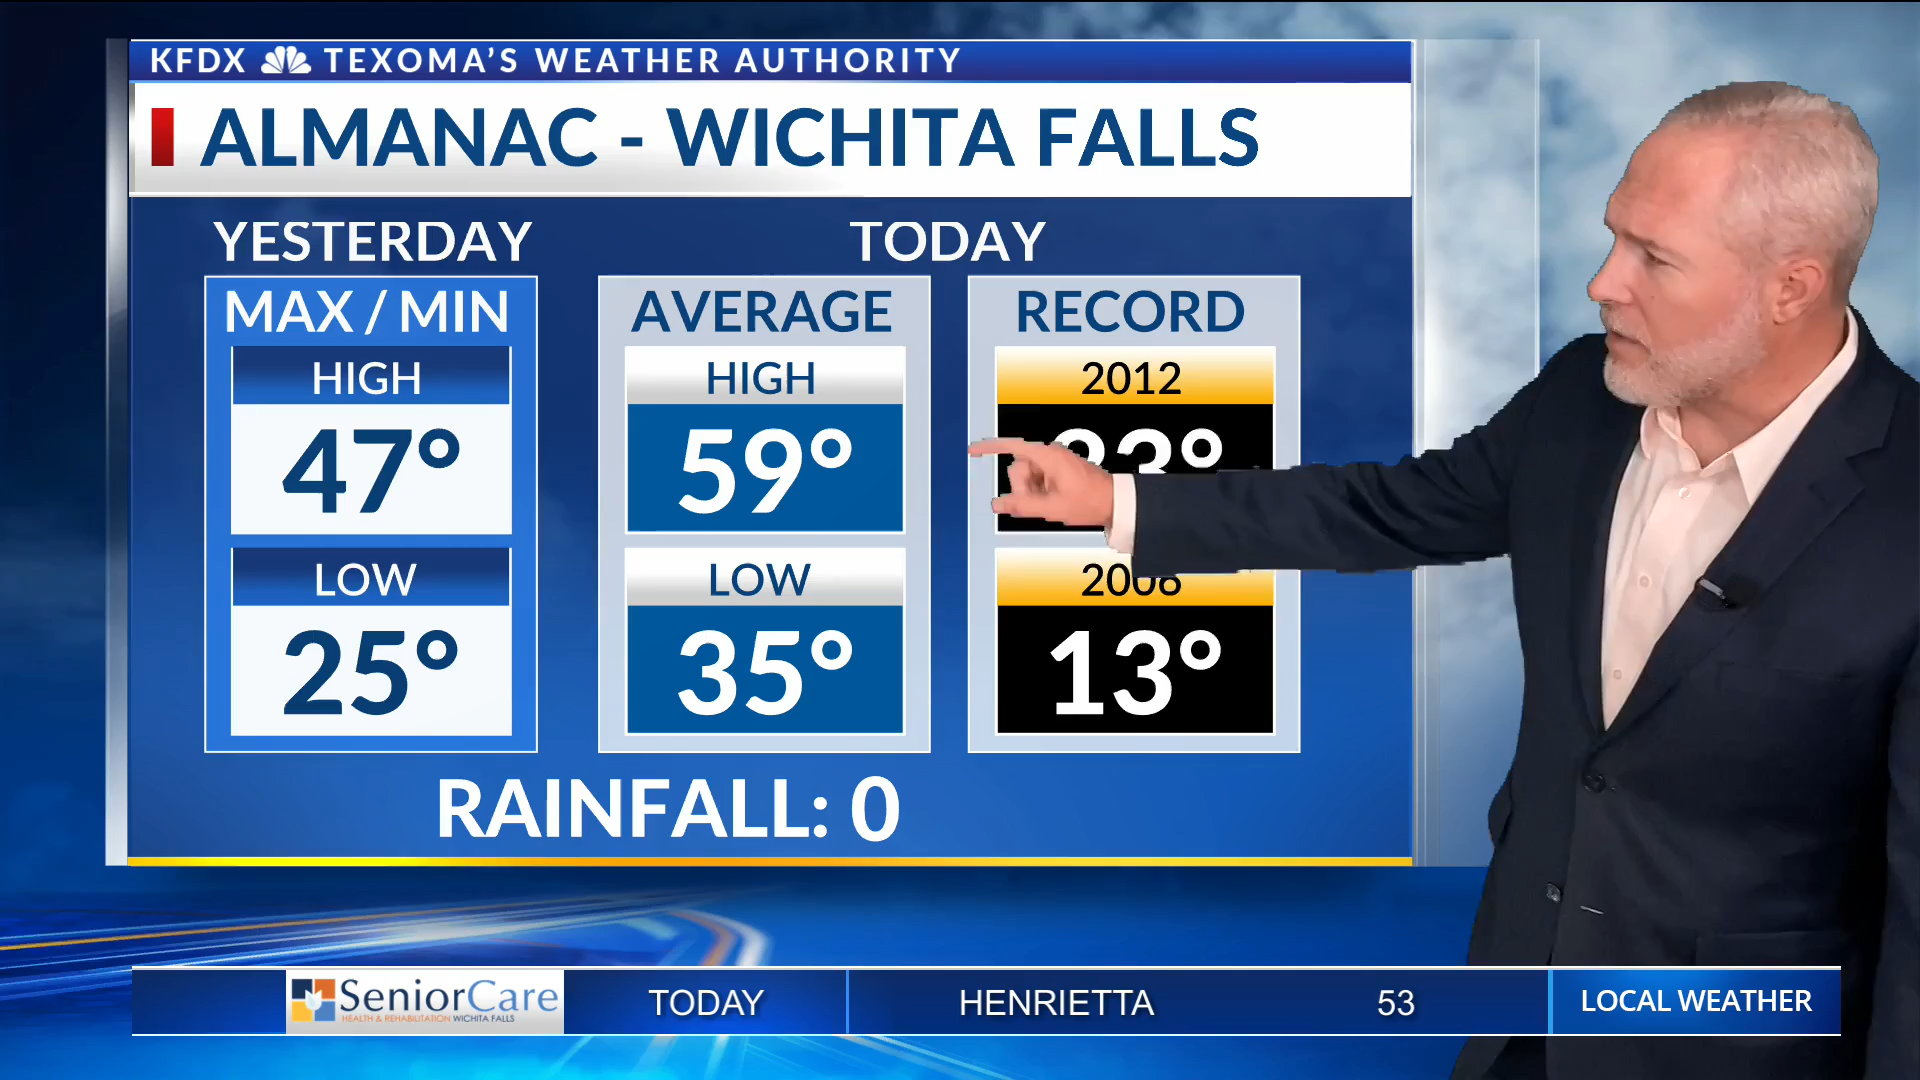 KFDX TEXOMA'S WEATHER AUTHORITY
ALMANAC - WICHITA FALLS
YESTERDAY
MAX / MIN
HIGH
47°
LOW
25°
TODAY
AVERAGE
HIGH
59°
LOW
35°
RECORD
2012
2008
13°
RAINFALL: 0
SeniorCare
HEALTH & REHABILITATION WICHITA FALLS
TODAY
HENRIETTA 53
LOCAL WEATHER